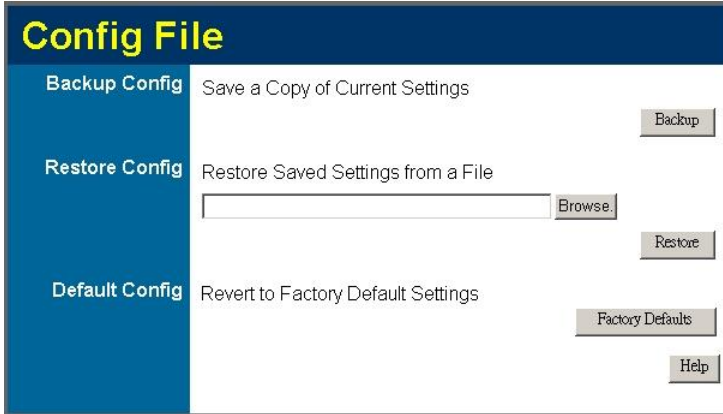 Config File
Backup Config
Save a Copy of Current Settings
Backup
Restore Config
Restore Saved Settings from a File
Browse.
Restore
Default Config
Revert to Factory Default Settings
Factory Defaults
Help